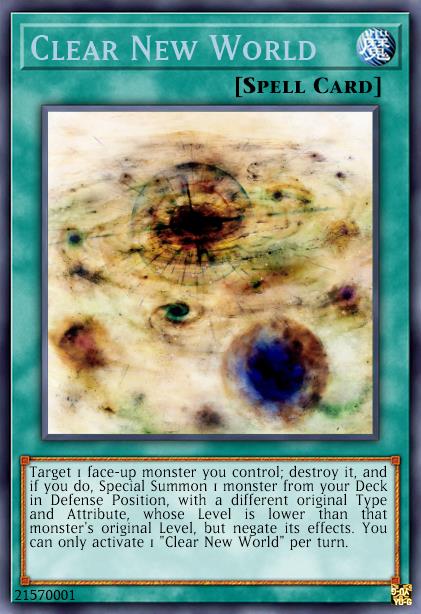 Clear New World
[Spell Card]
Target 1 face-up monster you control; destroy it, and
if you do, Special Summon 1 monster from your Deck
in Defense Position, with a different original Type
and Attribute, whose Level is lower than that
monster's original Level, but negate its effects. You
can only activate 1 "Clear New World" per turn.
21570001